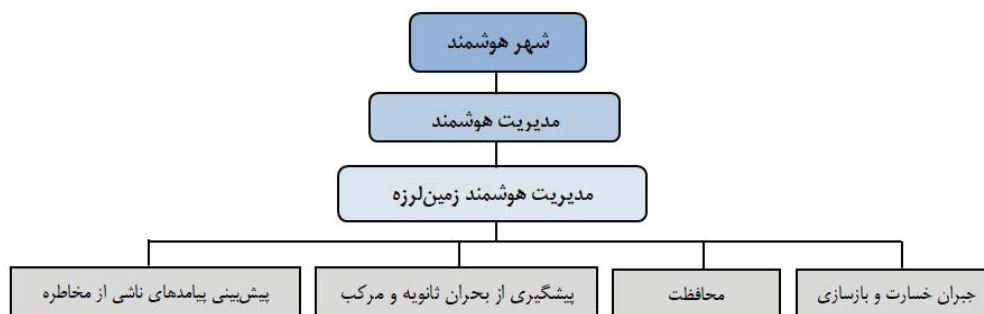 شهر هوشمند
مدیریت هوشمند
مدیریت هوشمند زمین‌لرزه
جبران خسارت و بازسازی
محافظت
پیشگیری از بحران ثانویه و مرکب
پیش‌بینی پیامدهای ناشی از مخاطره